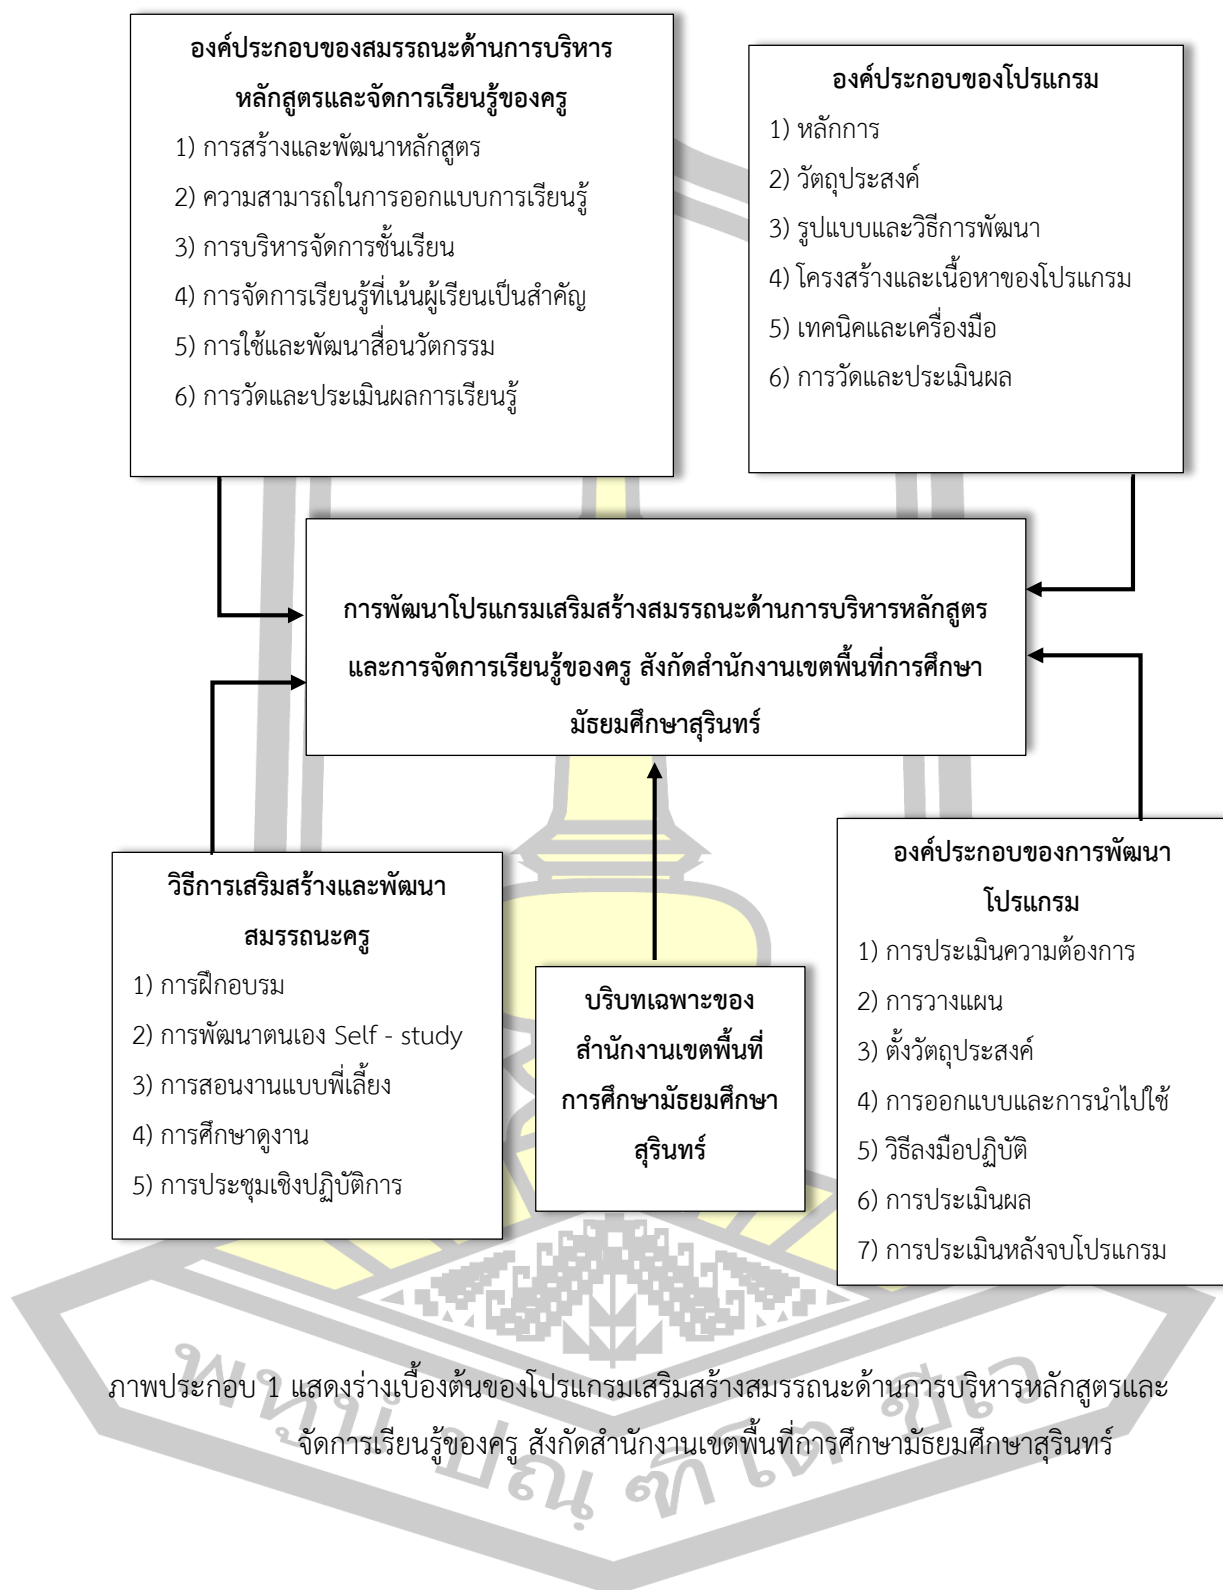 องค์ประกอบของสมรรถนะด้านการบริหาร
หลักสูตรและจัดการเรียนรู้ของครู
1) การสร้างและพัฒนาหลักสูตร
2) ความสามารถในการออกแบบการเรียนรู้
3) การบริหารจัดการชั้นเรียน
4) การจัดการเรียนรู้ที่เน้นผู้เรียนเป็นสำคัญ
5) การใช้และพัฒนาสื่อนวัตกรรม
6) การวัดและประเมินผลการเรียนรู้
องค์ประกอบของโปรแกรม
1) หลักการ
2) วัตถุประสงค์
3) รูปแบบและวิธีการพัฒนา
4) โครงสร้างและเนื้อหาของโปรแกรม
5) เทคนิคและเครื่องมือ
6) การวัดและประเมินผล
การพัฒนาโปรแกรมเสริมสร้างสมรรถนะด้านการบริหารหลักสูตร
และการจัดการเรียนรู้ของครู สังกัดสำนักงานเขตพื้นที่การศึกษา
มัธยมศึกษาสุรินทร์
วิธีการเสริมสร้างและพัฒนา
สมรรถนะครู
1) การฝึกอบรม
2) การพัฒนาตนเอง Self - study
3) การสอนงานแบบพี่เลี้ยง
4) การศึกษาดูงาน
5) การประชุมเชิงปฏิบัติการ
บริบทเฉพาะของ
สำนักงานเขตพื้นที่
การศึกษามัธยมศึกษา
สุรินทร์
องค์ประกอบของการพัฒนา
โปรแกรม
1) การประเมินความต้องการ
2) การวางแผน
3) ตั้งวัตถุประสงค์
4) การออกแบบและการนำไปใช้
5) วิธีลงมือปฏิบัติ
6) การประเมินผล
7) การประเมินหลังจบโปรแกรม
ภาพประกอบ 1 แสดงร่างเบื้องต้นของโปรแกรมเสริมสร้างสมรรถนะด้านการบริหารหลักสูตรและ
จัดการเรียนรู้ของครู สังกัดสำนักงานเขตพื้นที่การศึกษามัธยมศึกษาสุรินทร์
พหูนํ ปณฺฑิโต ชีเว